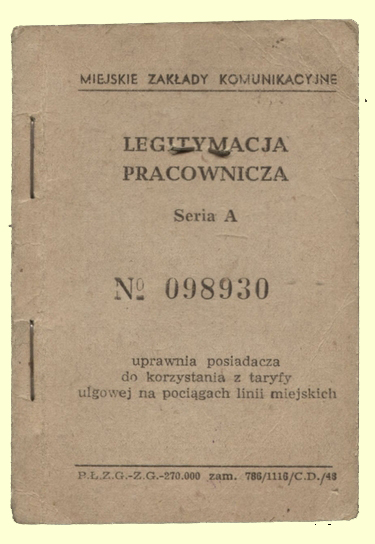 MIEJSKIE ZAKŁADY KOMUNIKACYJNE
LEGITYMACJA
PRACOWNICZA
Seria A
Nº 098930
uprawnia posiadacza
do korzystania z taryfy
ulgowej na pociągach linii miejskich
P.Ł.Z.G.-Z.G.-270.000 zam. 786/1116/C.D./48